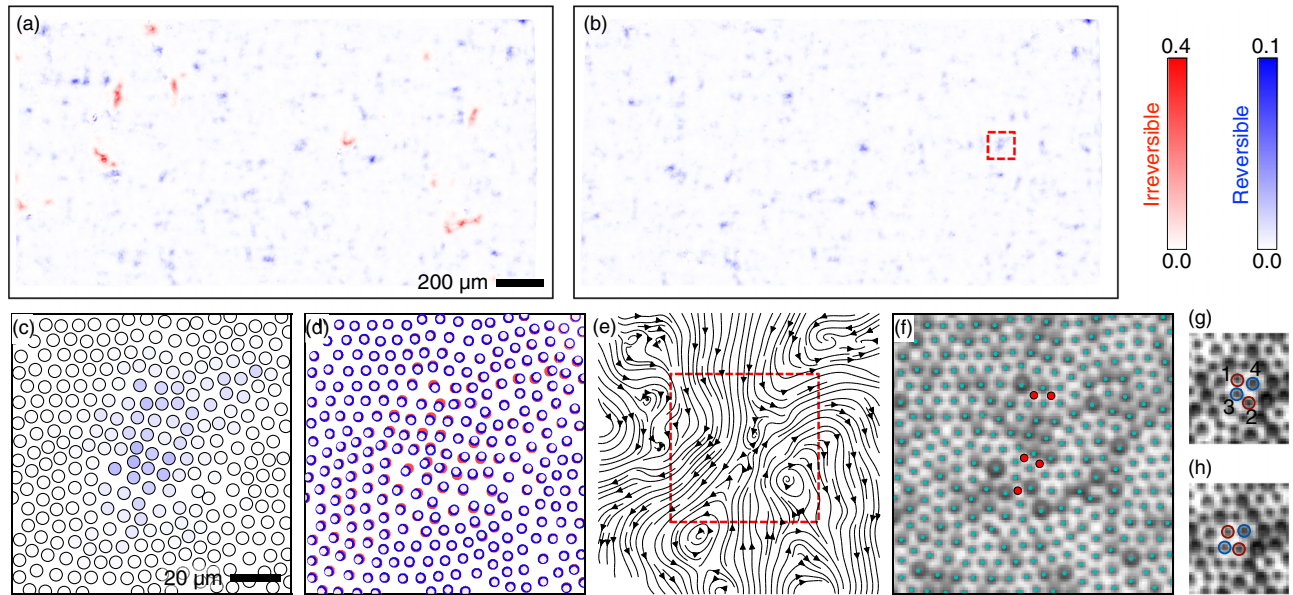 (a)
200 µm
(b)
0.4
0.1
Irreversible
Reversible
0.0
0.0
(c)
20 µm
(d)
(e)
(f)
(g)
1
4
3
2
(h)